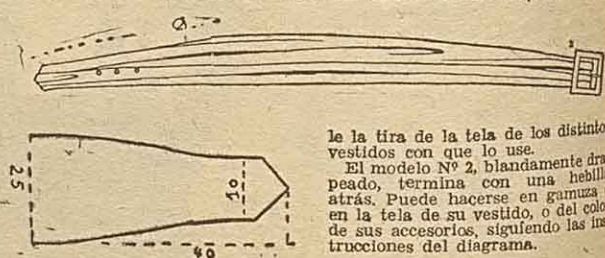 le la tira de la tela de los distinto
vestidos con que lo use.
El modelo Nº 2, blandamente dra
peado, termina con una hebill
atrás. Puede hacerse en gamuza
en la tela de su vestido, o del colo
de sus accesorios, siguiendo las ins
trucciones del diagrama.
25
10
40